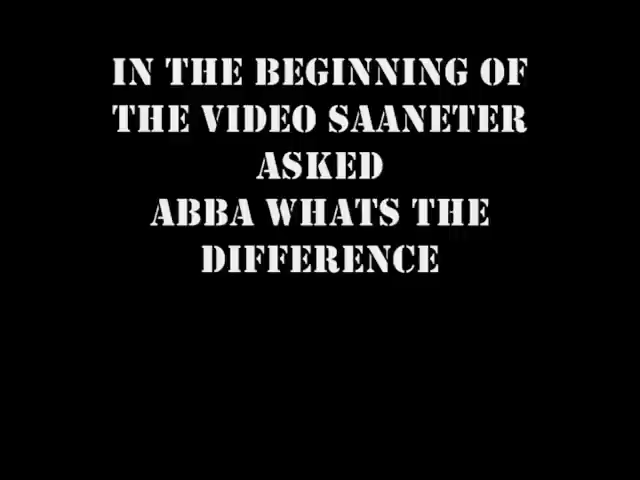 IN THE BEGINNING OF
THE VIDEO SAANETER
ASKED
ABBA WHATS THE
DIFFERENCE